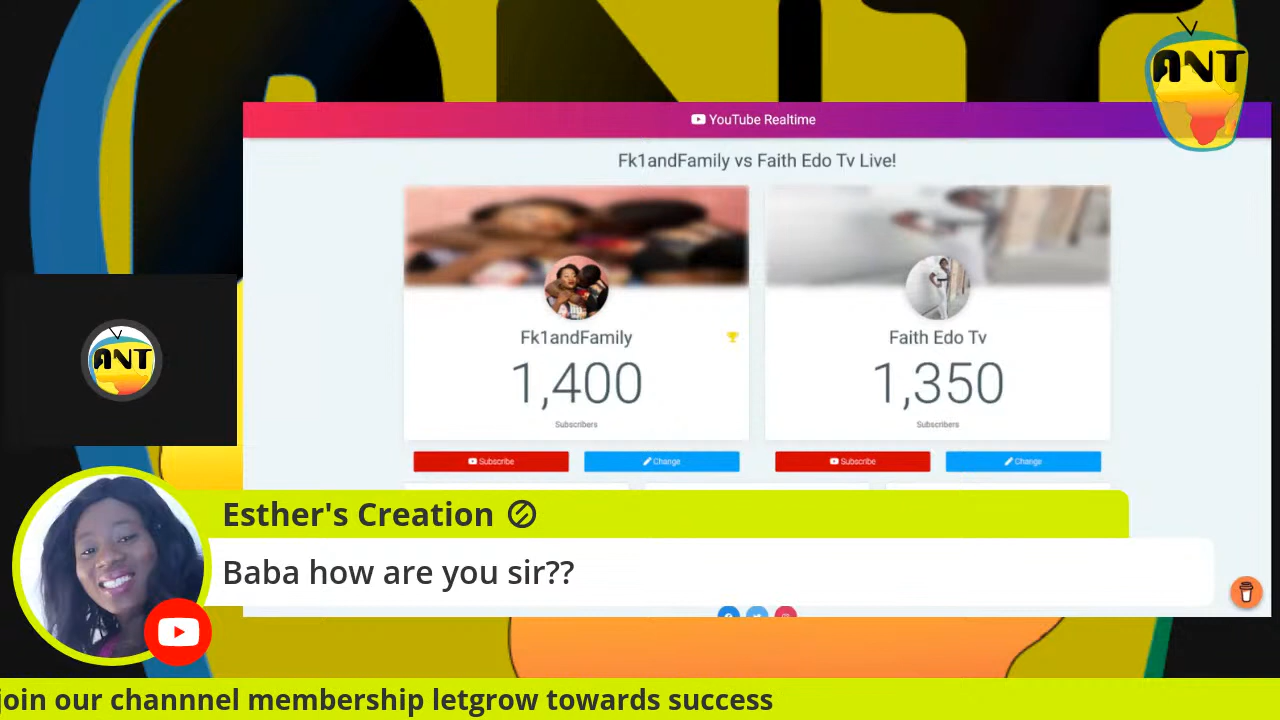 ANT
YouTube Realtime
Fk1andFamily vs Faith Edo Tv Live!
Fk1andFamily
1,400
Subscribers
Subscribe
Change
Faith Edo Tv
1,350
Subscribers
Subscribe
Change
ANT
Esther's Creation
Baba how are you sir??
join our channnel membership letgrow towards success